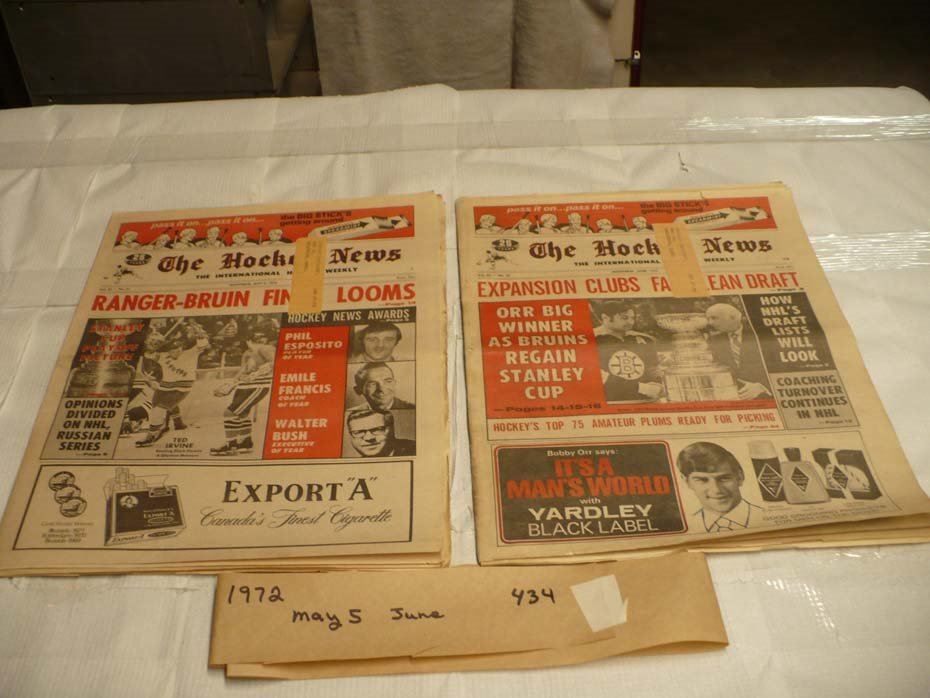 pass it on...pass it on...
the BIG STICK'S
getting around
The Hocke News
THE INTERNATIONAL H WEEKLY
RANGER-BRUIN FIN LOOMS
STANLEY
CUP
PLAYOFF
PICTURE
OPINIONS
DIVIDED
ON NHL,
RUSSIAN
SERIES
TED
IRVINE
HOCKEY NEWS AWARDS
PHIL
ESPOSITO
PLAYER
OF YEAR
EMILE
FRANCIS
COACH
OF YEAR
WALTER
BUSH
EXECUTIVE
OF YEAR
EXPORT "A"
Canada's Finest Cigarette
pass it on...pass it on...
the BIG STICK'S
getting around
The Hock News
THE INTERNATIONAL WEEKLY
EXPANSION CLUBS FA EAN DRAFT
ORR BIG
WINNER
AS BRUINS
REGAIN
STANLEY
CUP
—Pages 14-15-16
HOW
NHL'S
DRAFT
LISTS
WILL
LOOK
COACHING
TURNOVER
CONTINUES
IN NHL
HOCKEY'S TOP 75 AMATEUR PLUMS READY FOR PICKING
Bobby Orr says:
IT'S A
MAN'S WORLD
with
YARDLEY
BLACK LABEL
1972 434
may 5 June